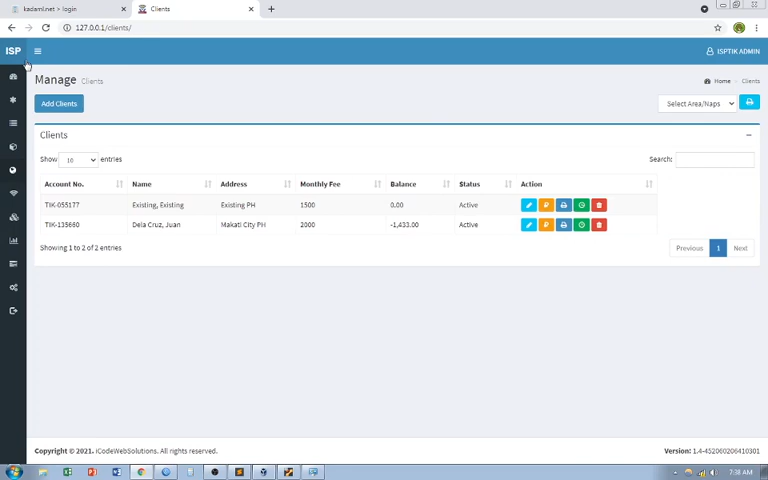 kadaml.net > login
Clients
127.0.0.1/clients/
ISP
ISPTIK ADMIN
Manage Clients
Home Clients
Add Clients
Select Area/Naps
Clients
Show 10 entries
Search:
Account No. Name Address Monthly Fee Balance Status Action
TIK-055177 Existing, Existing Existing PH 1500 0.00 Active
TIK-135660 Dela Cruz, Juan Makati City PH 2000 -1,433.00 Active
Showing 1 to 2 of 2 entries
Previous 1 Next
Copyright © 2021. iCodeWebSolutions. All rights reserved.
Version: 1.4-452060206410301
7:38 AM